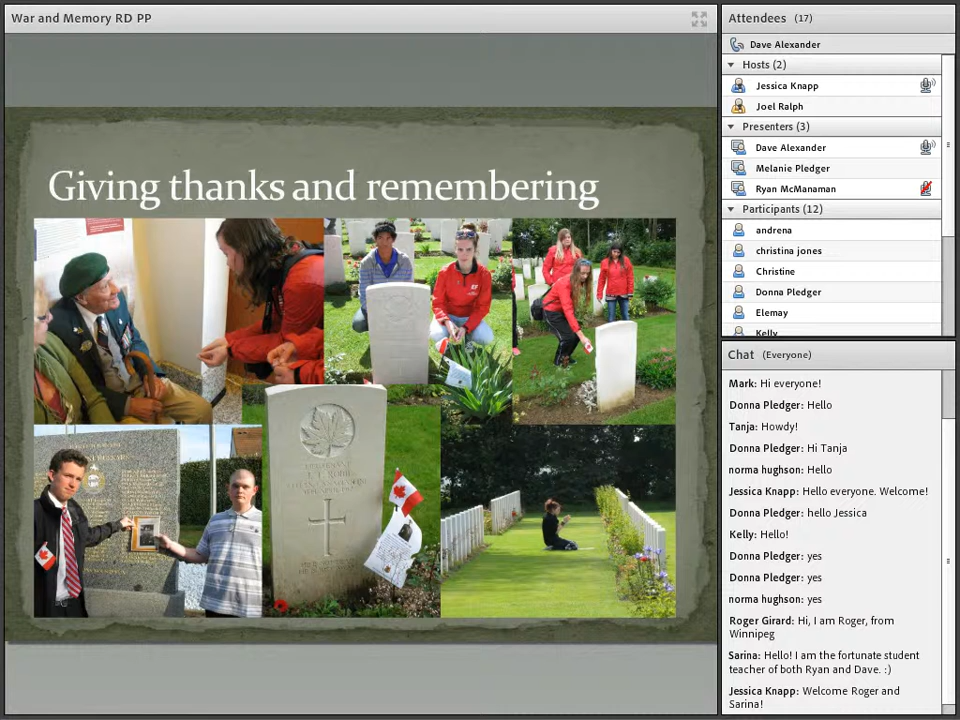 War and Memory RD PP
Giving thanks and remembering
EF
Attendees (17)
Dave Alexander
Hosts (2)
Jessica Knapp
Joel Ralph
Presenters (3)
Dave Alexander
Melanie Pledger
Ryan McManaman
Participants (12)
andrena
christina jones
Christine
Donna Pledger
Elemay
Kelly
Chat (Everyone)
Mark: Hi everyone!
Donna Pledger: Hello
Tanja: Howdy!
Donna Pledger: Hi Tanja
norma hughson: Hello
Jessica Knapp: Hello everyone. Welcome!
Donna Pledger: hello Jessica
Kelly: Hello!
Donna Pledger: yes
Donna Pledger: yes
norma hughson: yes
Roger Girard: Hi, I am Roger, from
Winnipeg
Sarina: Hello! I am the fortunate student
teacher of both Ryan and Dave. :)
Jessica Knapp: Welcome Roger and
Sarina!